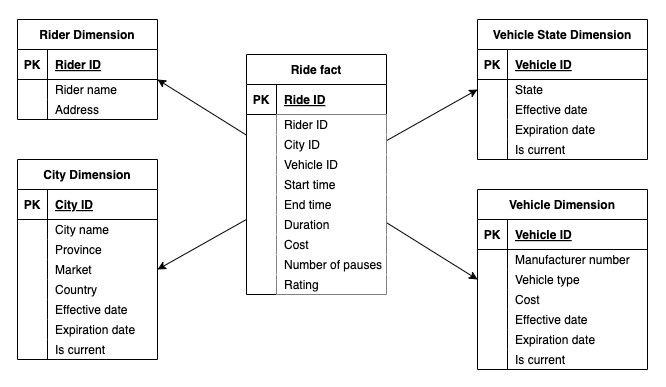 Rider Dimension
PK Rider ID
Rider name
Address
City Dimension
PK City ID
City name
Province
Market
Country
Effective date
Expiration date
Is current
Ride fact
PK Ride ID
Rider ID
City ID
Vehicle ID
Start time
End time
Duration
Cost
Number of pauses
Rating
Vehicle State Dimension
PK Vehicle ID
State
Effective date
Expiration date
Is current
Vehicle Dimension
PK Vehicle ID
Manufacturer number
Vehicle type
Cost
Effective date
Expiration date
Is current